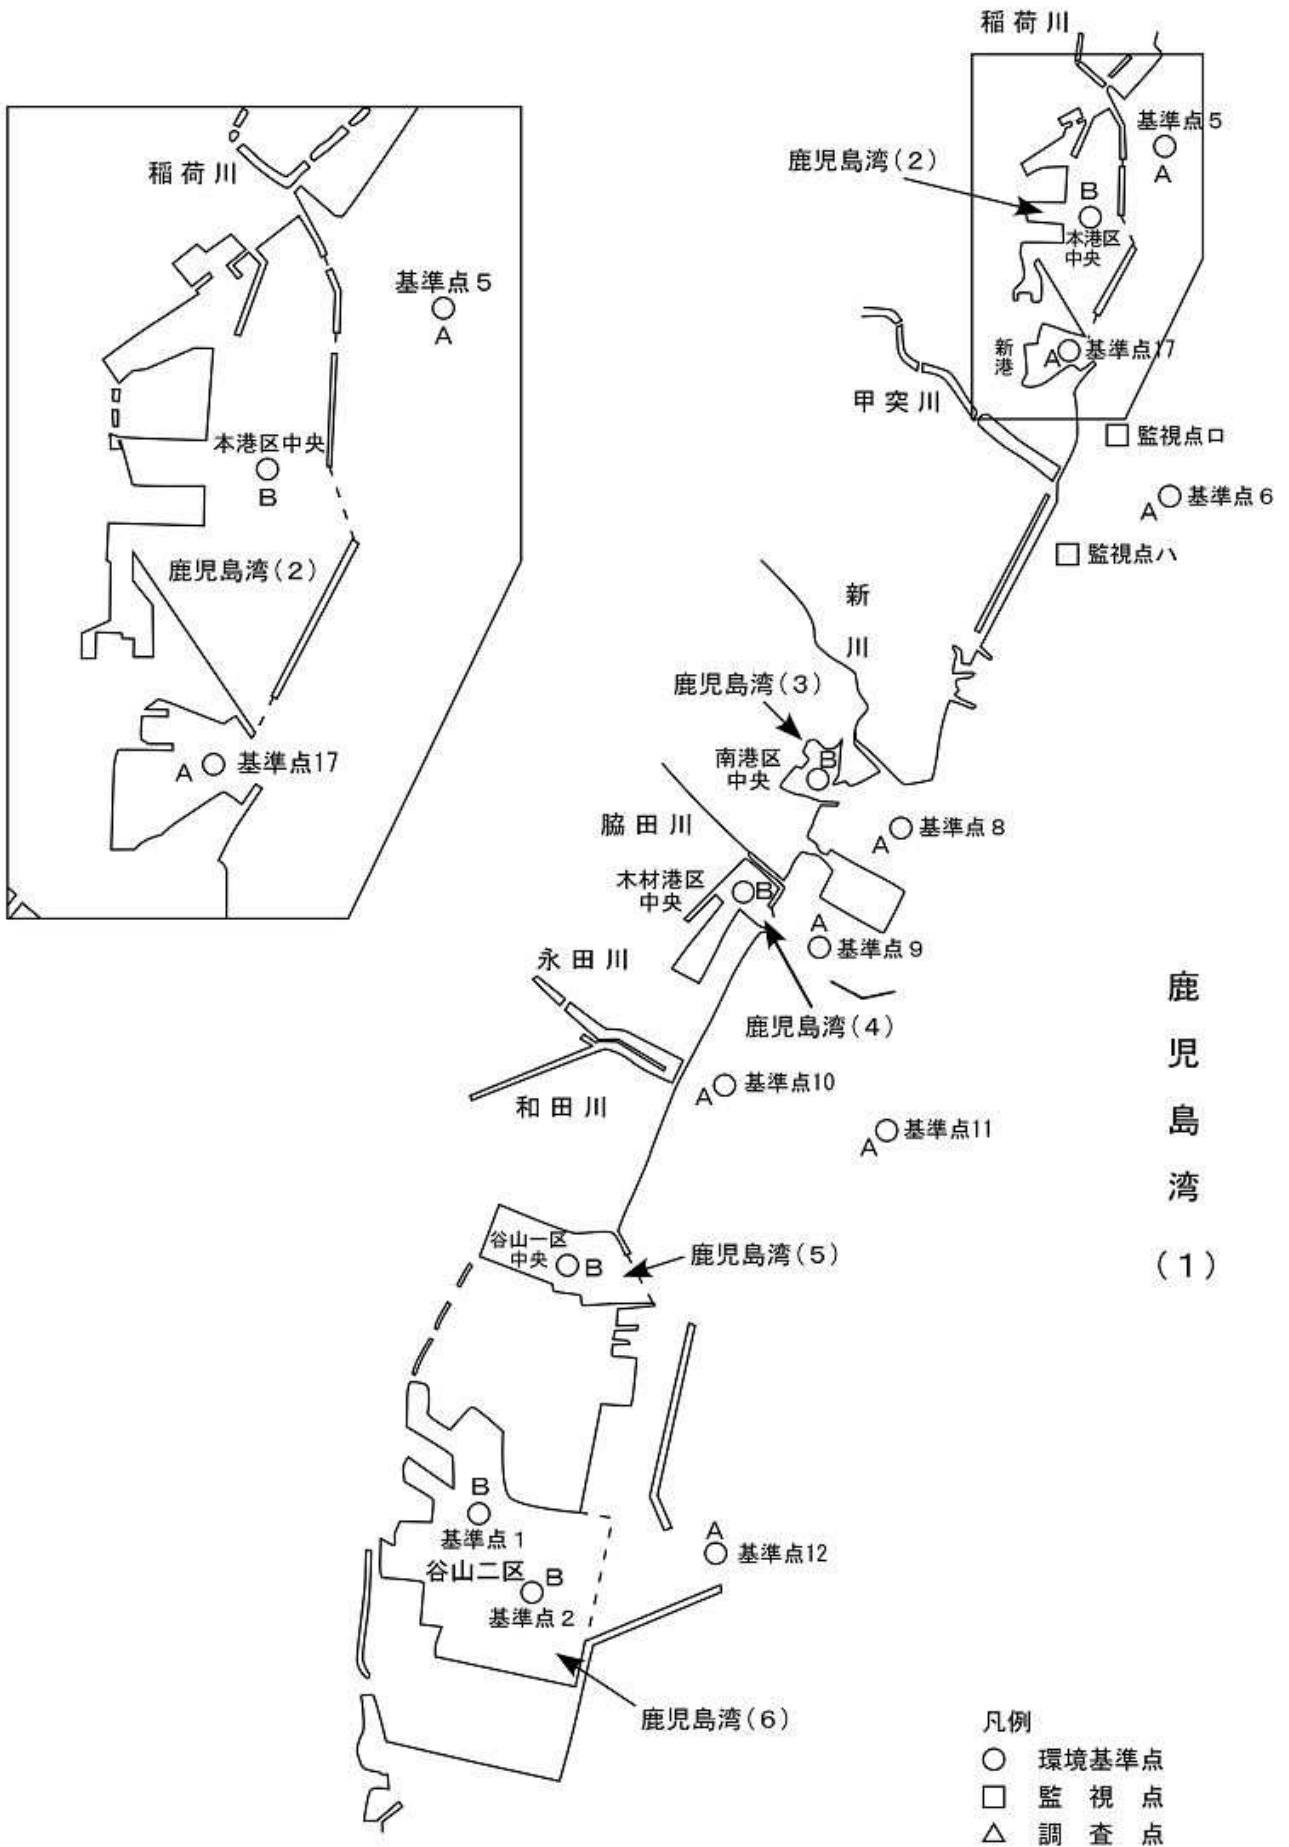 稲荷川
基準点5
A
鹿児島湾(2)
B
本港区
中央
新港
A
基準点17
甲突川
監視点ロ
基準点6
A
監視点ハ
稲荷川
基準点5
A
本港区中央
B
鹿児島湾(2)
A
基準点17
新川
鹿児島湾(3)
南港区
中央
B
脇田川
基準点8
A
木材港区
中央
B
A
基準点9
永田川
鹿児島湾(4)
和田川
A
基準点10
A
基準点11
鹿児島湾
(1)
谷山一区
中央
B
鹿児島湾(5)
B
基準点1
谷山二区
B
基準点2
A
基準点12
鹿児島湾(6)
凡例
○ 環境基準点
□ 監視点
△ 調査点